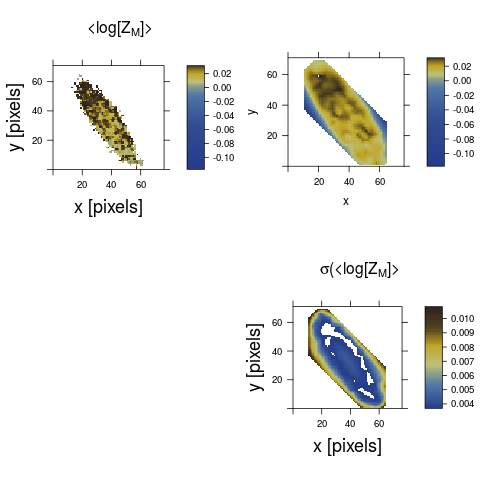 <log[Z_M]>
y [pixels]
60
40
20
20 40 60
x [pixels]
0.02
0.00
-0.02
-0.04
-0.06
-0.08
-0.10
y
60
40
20
20 40 60
x
0.02
0.00
-0.02
-0.04
-0.06
-0.08
-0.10
σ(<log[Z_M]>
y [pixels]
60
40
20
20 40 60
x [pixels]
0.010
0.009
0.008
0.007
0.006
0.005
0.004